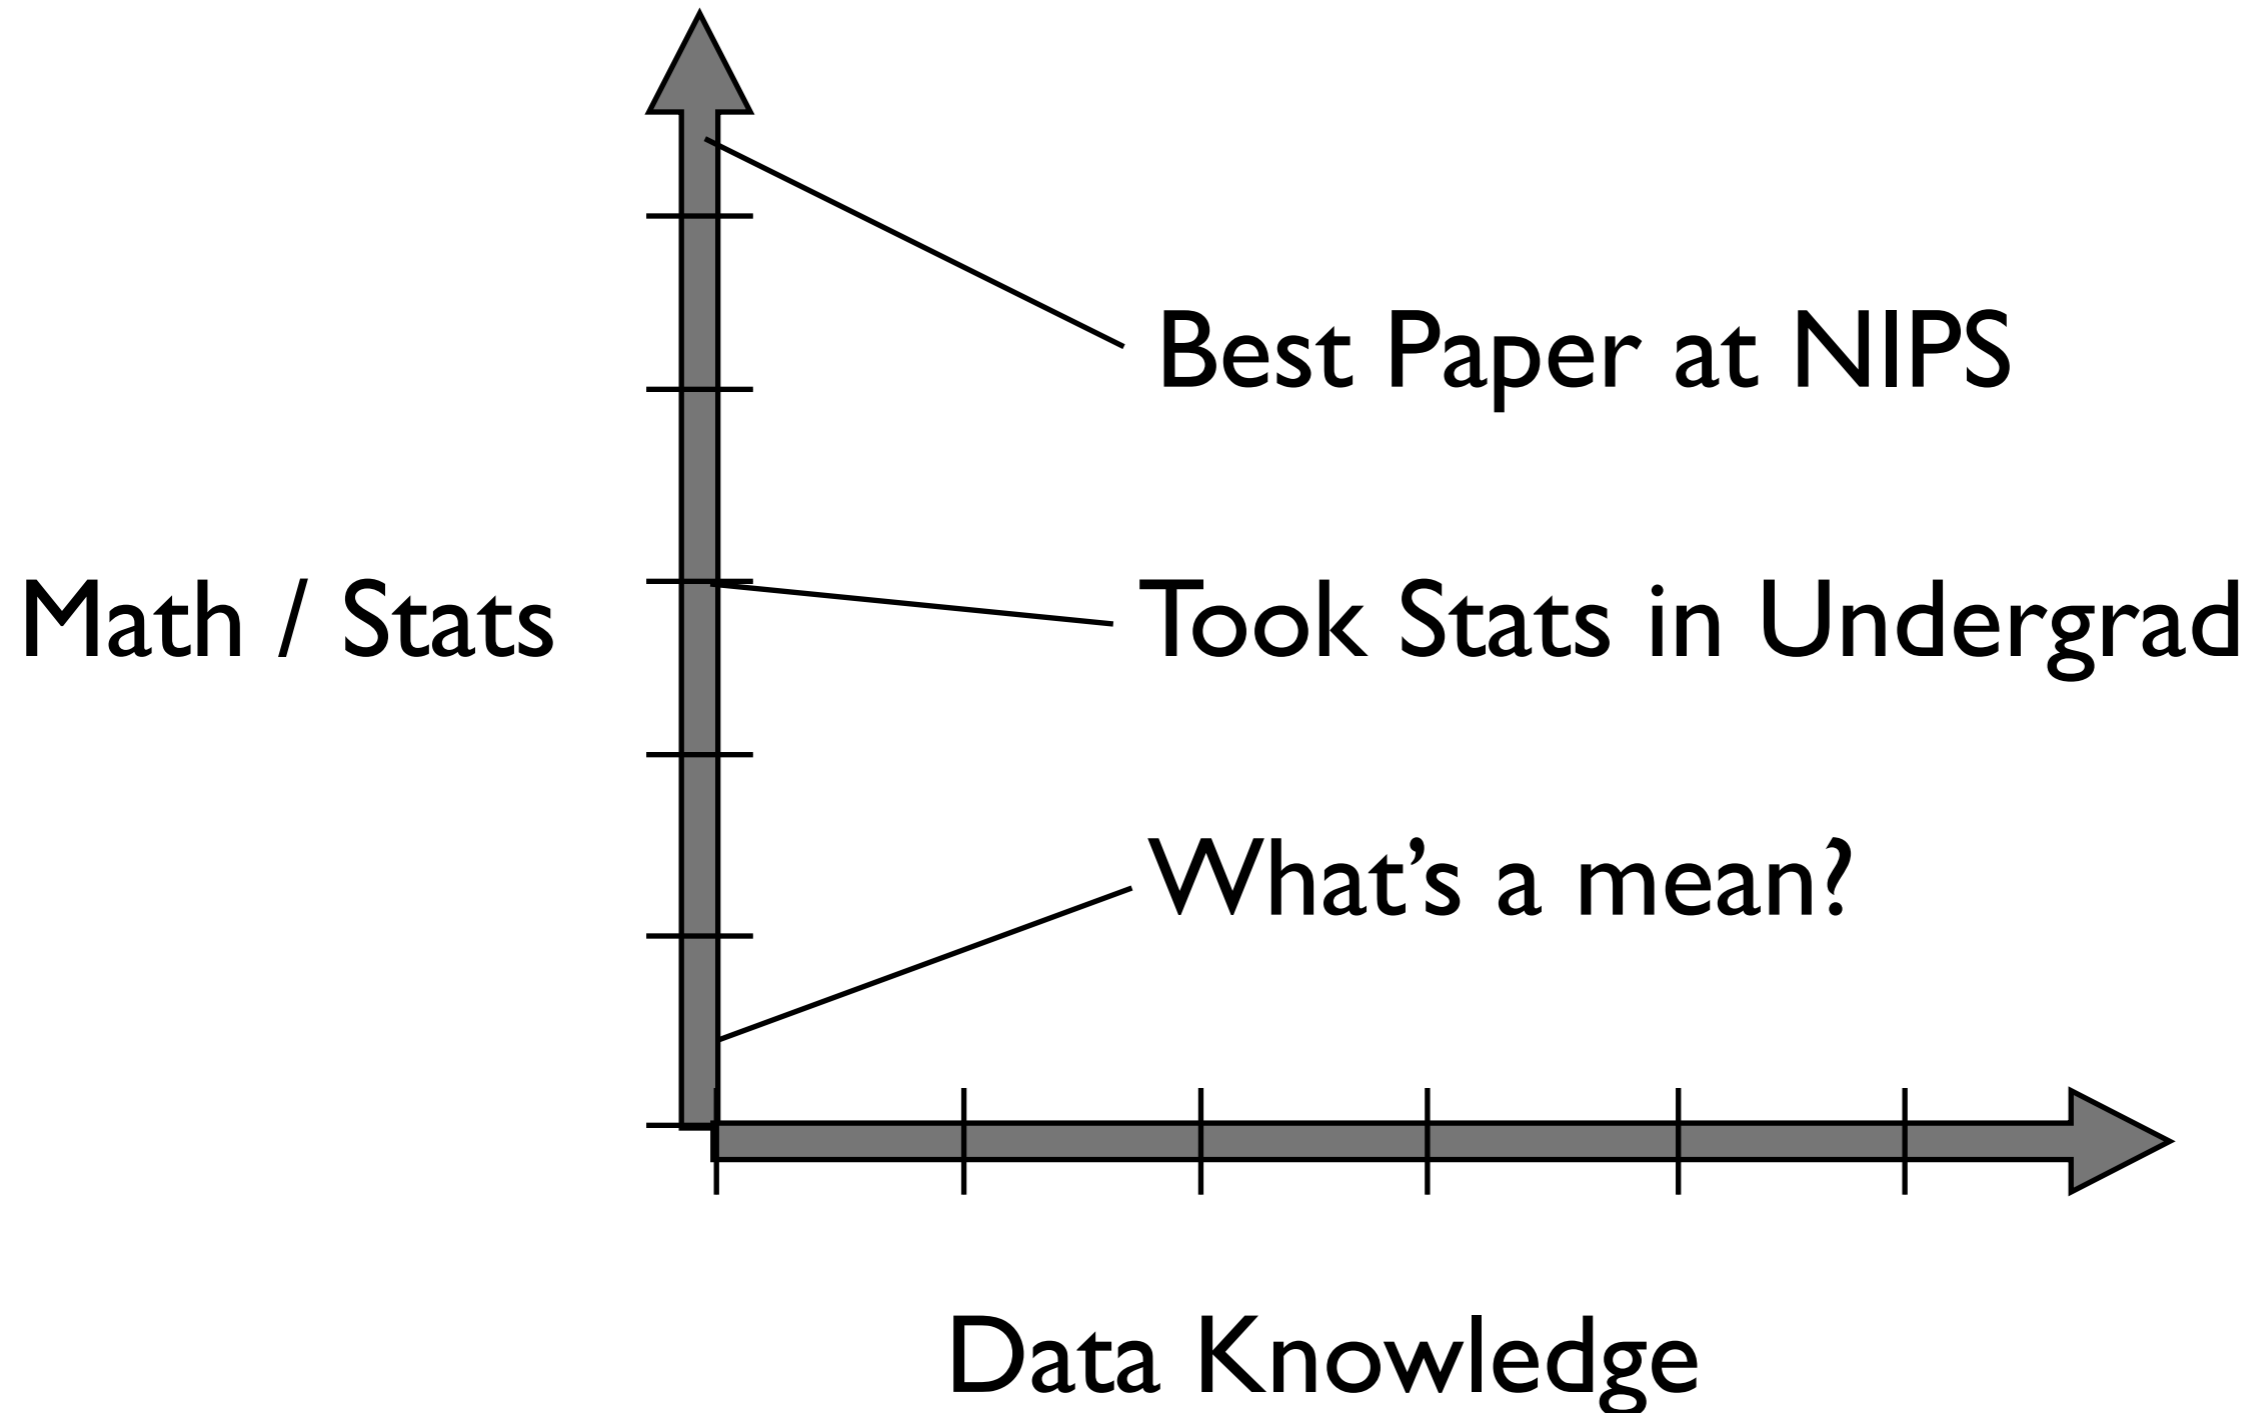 Best Paper at NIPS
Math / Stats
Took Stats in Undergrad
What’s a mean?
Data Knowledge